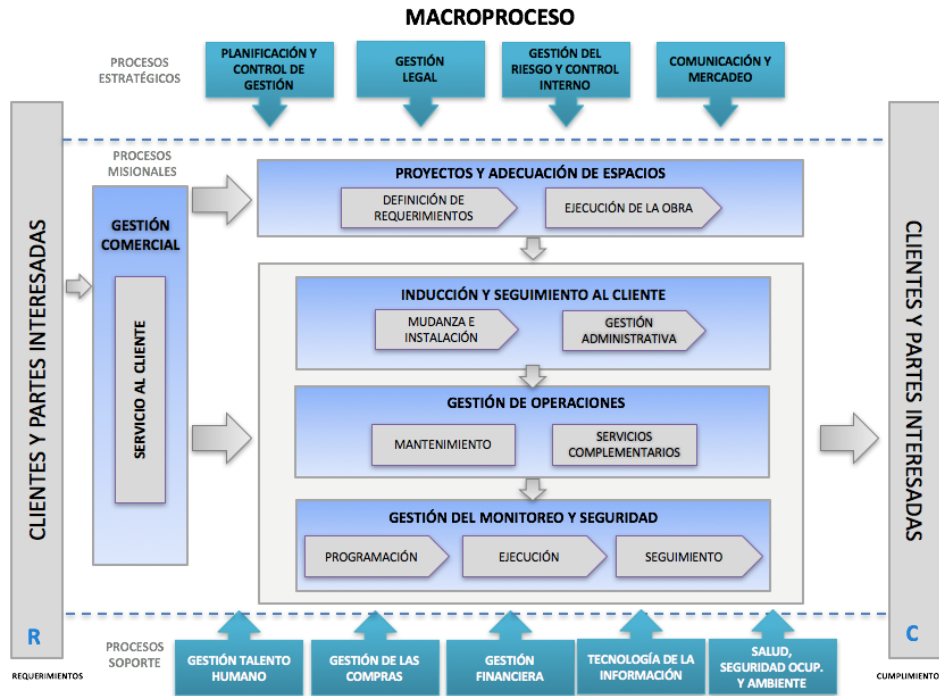 MACROPROCESO
PROCESOS
ESTRATÉGICOS
PLANIFICACIÓN Y
CONTROL DE
GESTIÓN
GESTIÓN
LEGAL
GESTIÓN DEL
RIESGO Y CONTROL
INTERNO
COMUNICACIÓN Y
MERCADEO
CLIENTES Y PARTES INTERESADAS
R
REQUERIMIENTOS
PROCESOS
MISIONALES
GESTIÓN
COMERCIAL
SERVICIO AL CLIENTE
PROYECTOS Y ADECUACIÓN DE ESPACIOS
DEFINICIÓN DE
REQUERIMIENTOS
EJECUCIÓN DE LA OBRA
INDUCCIÓN Y SEGUIMIENTO AL CLIENTE
MUDANZA E
INSTALACIÓN
GESTIÓN
ADMINISTRATIVA
GESTIÓN DE OPERACIONES
MANTENIMIENTO
SERVICIOS
COMPLEMENTARIOS
GESTIÓN DEL MONITOREO Y SEGURIDAD
PROGRAMACIÓN
EJECUCIÓN
SEGUIMIENTO
CLIENTES Y PARTES INTERESADAS
C
CUMPLIMIENTO
PROCESOS
SOPORTE
GESTIÓN TALENTO
HUMANO
GESTIÓN DE LAS
COMPRAS
GESTIÓN
FINANCIERA
TECNOLOGÍA DE LA
INFORMACIÓN
SALUD,
SEGURIDAD OCUP.
Y AMBIENTE